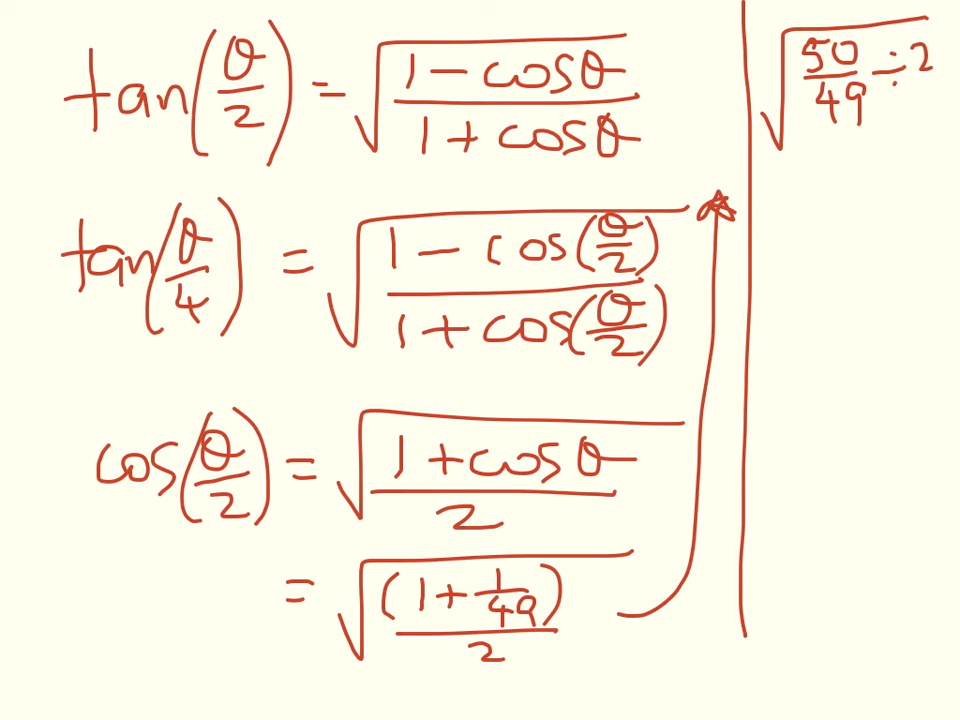 tan(θ/2) = √((1 - cosθ)/(1 + cosθ))
tan(θ/4) = √((1 - cos(θ/2))/(1 + cos(θ/2)))
cos(θ/2) = √((1 + cosθ)/2)
= √((1 + 1/49)/2)
√(50/49 ÷ 2)